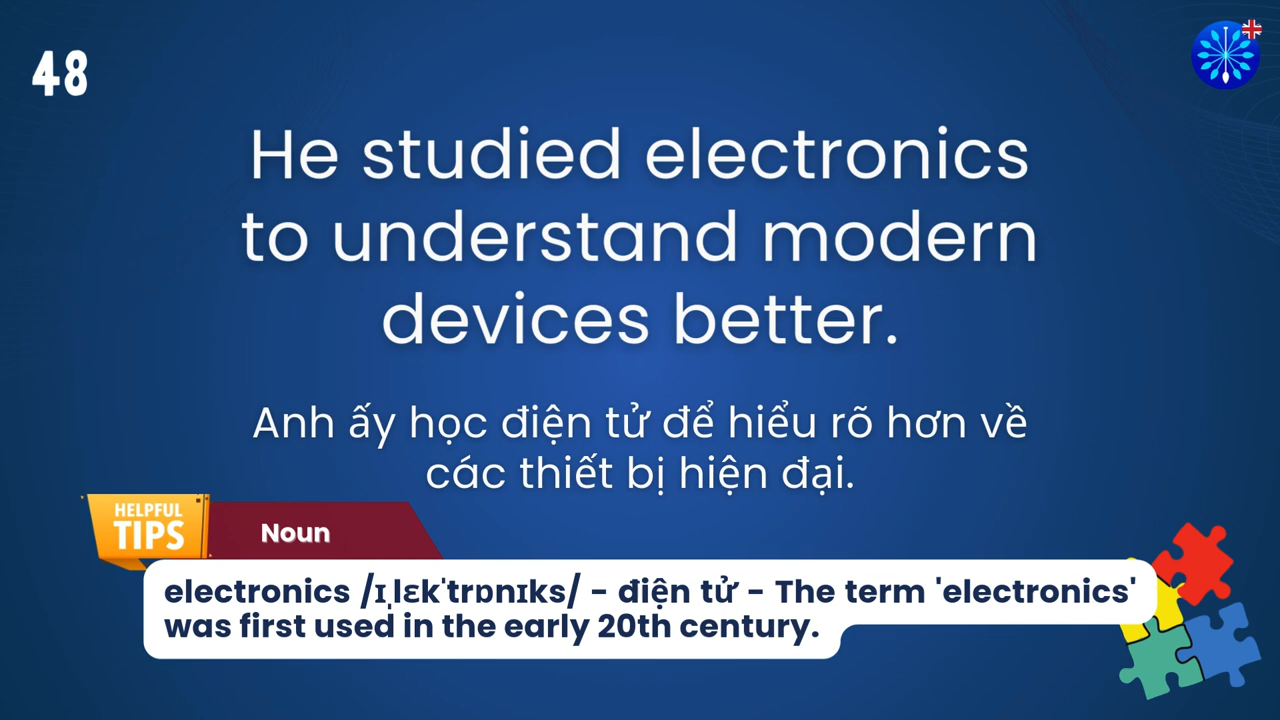 48
He studied electronics
to understand modern
devices better.
Anh ấy học điện tử để hiểu rõ hơn về
các thiết bị hiện đại.
HELPFUL
TIPS
Noun
electronics /ɪˌlɛkˈtrɒnɪks/ - điện tử - The term 'electronics'
was first used in the early 20th century.